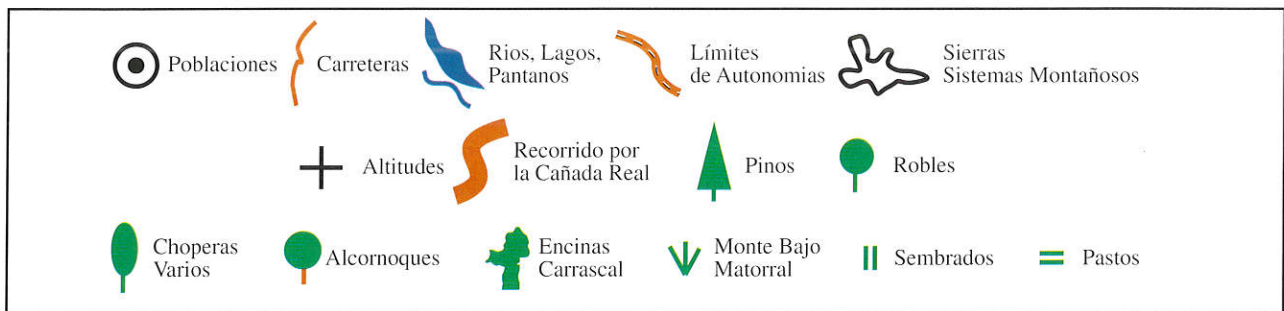 Poblaciones
Carreteras
Rios, Lagos,
Pantanos
Límites
de Autonomias
Sierras
Sistemas Montañosos
Altitudes
Recorrido por
la Cañada Real
Pinos
Robles
Choperas
Varios
Alcornoques
Encinas
Carrascal
Monte Bajo
Matorral
Sembrados
Pastos